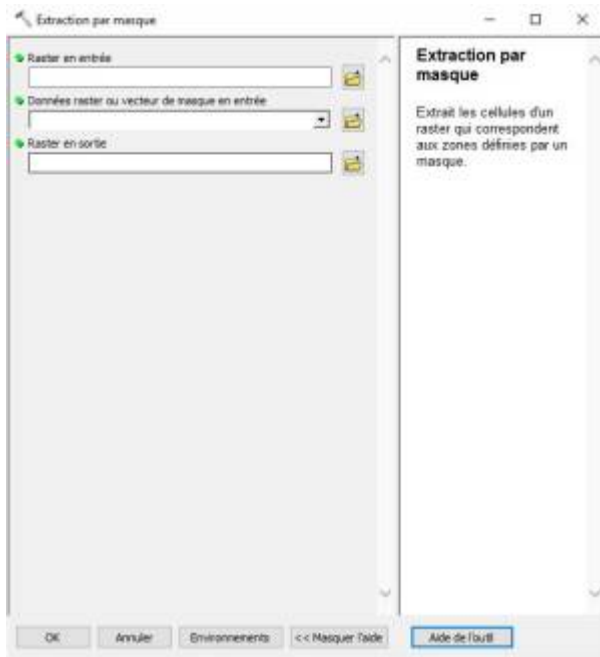 Extraction par masque
Raster en entrée
Données raster ou vecteur de masque en entrée
Raster en sortie
Extraction par
masque
Extrait les cellules d'un
raster qui correspondent
aux zones définies par un
masque.
OK
Annuler
Environnements
<< Masquer l'aide
Aide de l'outil